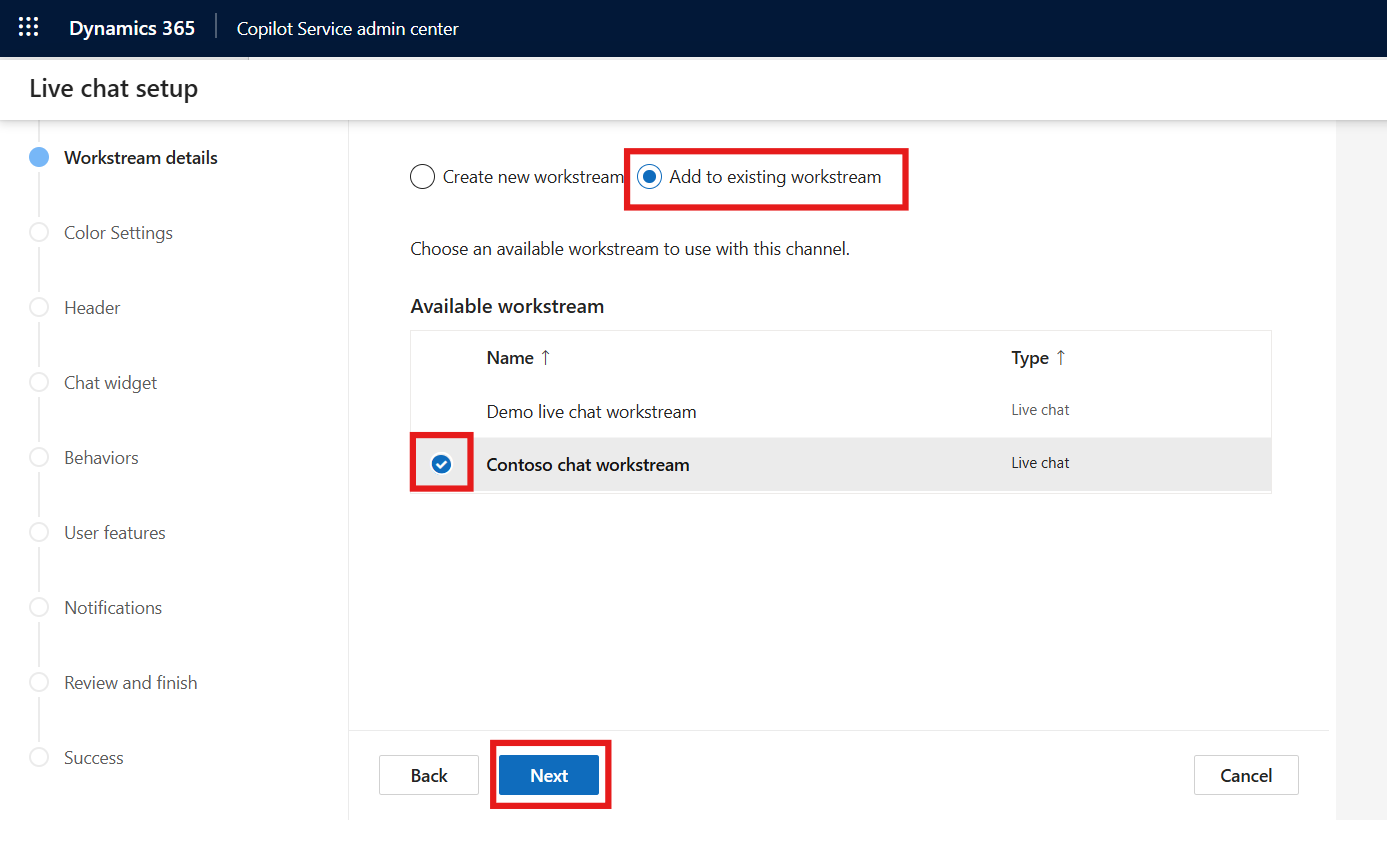 Dynamics 365 Copilot Service admin center
Live chat setup
Workstream details
Color Settings
Header
Chat widget
Behaviors
User features
Notifications
Review and finish
Success
Create new workstream Add to existing workstream
Choose an available workstream to use with this channel.
Available workstream
Name ↑ Type ↑
Demo live chat workstream Live chat
Contoso chat workstream Live chat
Back Next Cancel